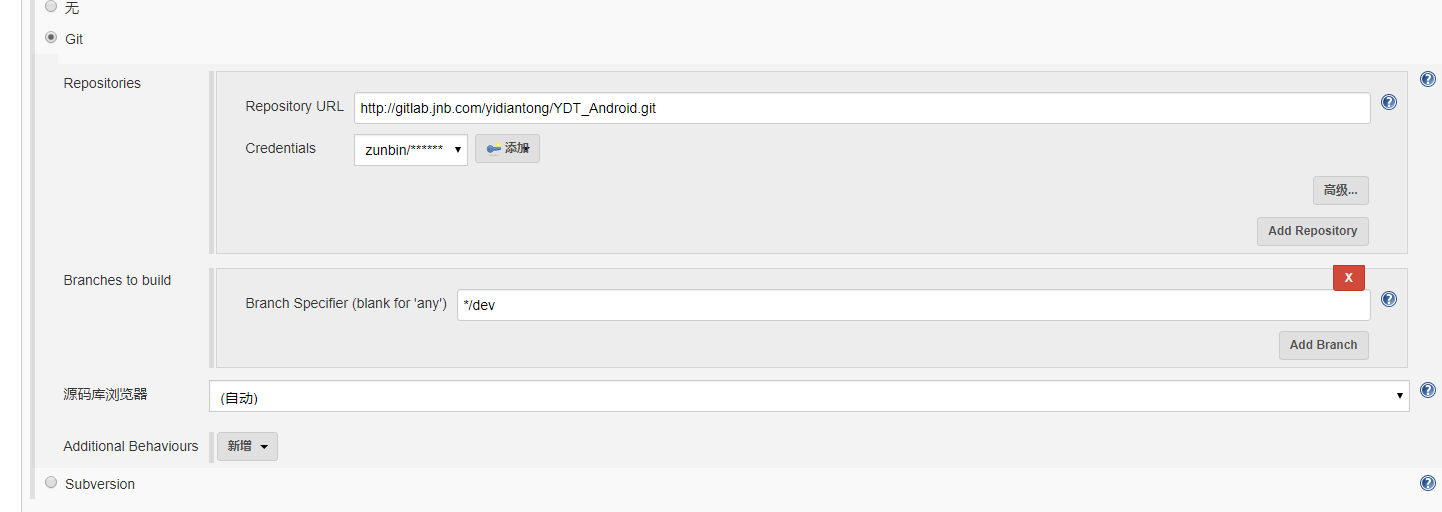 无
Git
Repositories
Repository URL http://gitlab.jnb.com/yidiantong/YDT_Android.git
Credentials zunbin/****** 添加
高级...
Add Repository
Branches to build
X
Branch Specifier (blank for 'any') */dev
Add Branch
源码库浏览器 (自动)
Additional Behaviours 新增
Subversion